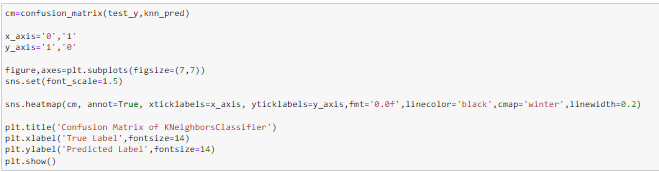 cm=confusion_matrix(test_y,knn_pred)
x_axis='0','1'
y_axis='1','0'
figure,axes=plt.subplots(figsize=(7,7))
sns.set(font_scale=1.5)
sns.heatmap(cm, annot=True, xticklabels=x_axis, yticklabels=y_axis,fmt='0.0f',linecolor='black',cmap='winter',linewidth=0.2)
plt.title('Confusion Matrix of KNeighborsClassifier')
plt.xlabel('True Label',fontsize=14)
plt.ylabel('Predicted Label',fontsize=14)
plt.show()